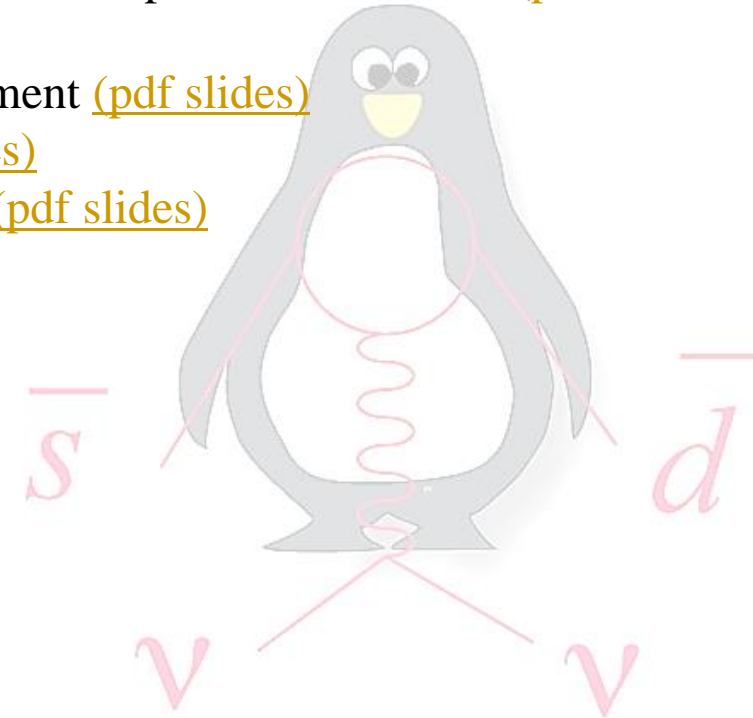 ment (pdf slides)
s)
(pdf slides)
s̅ d̅
ν ν